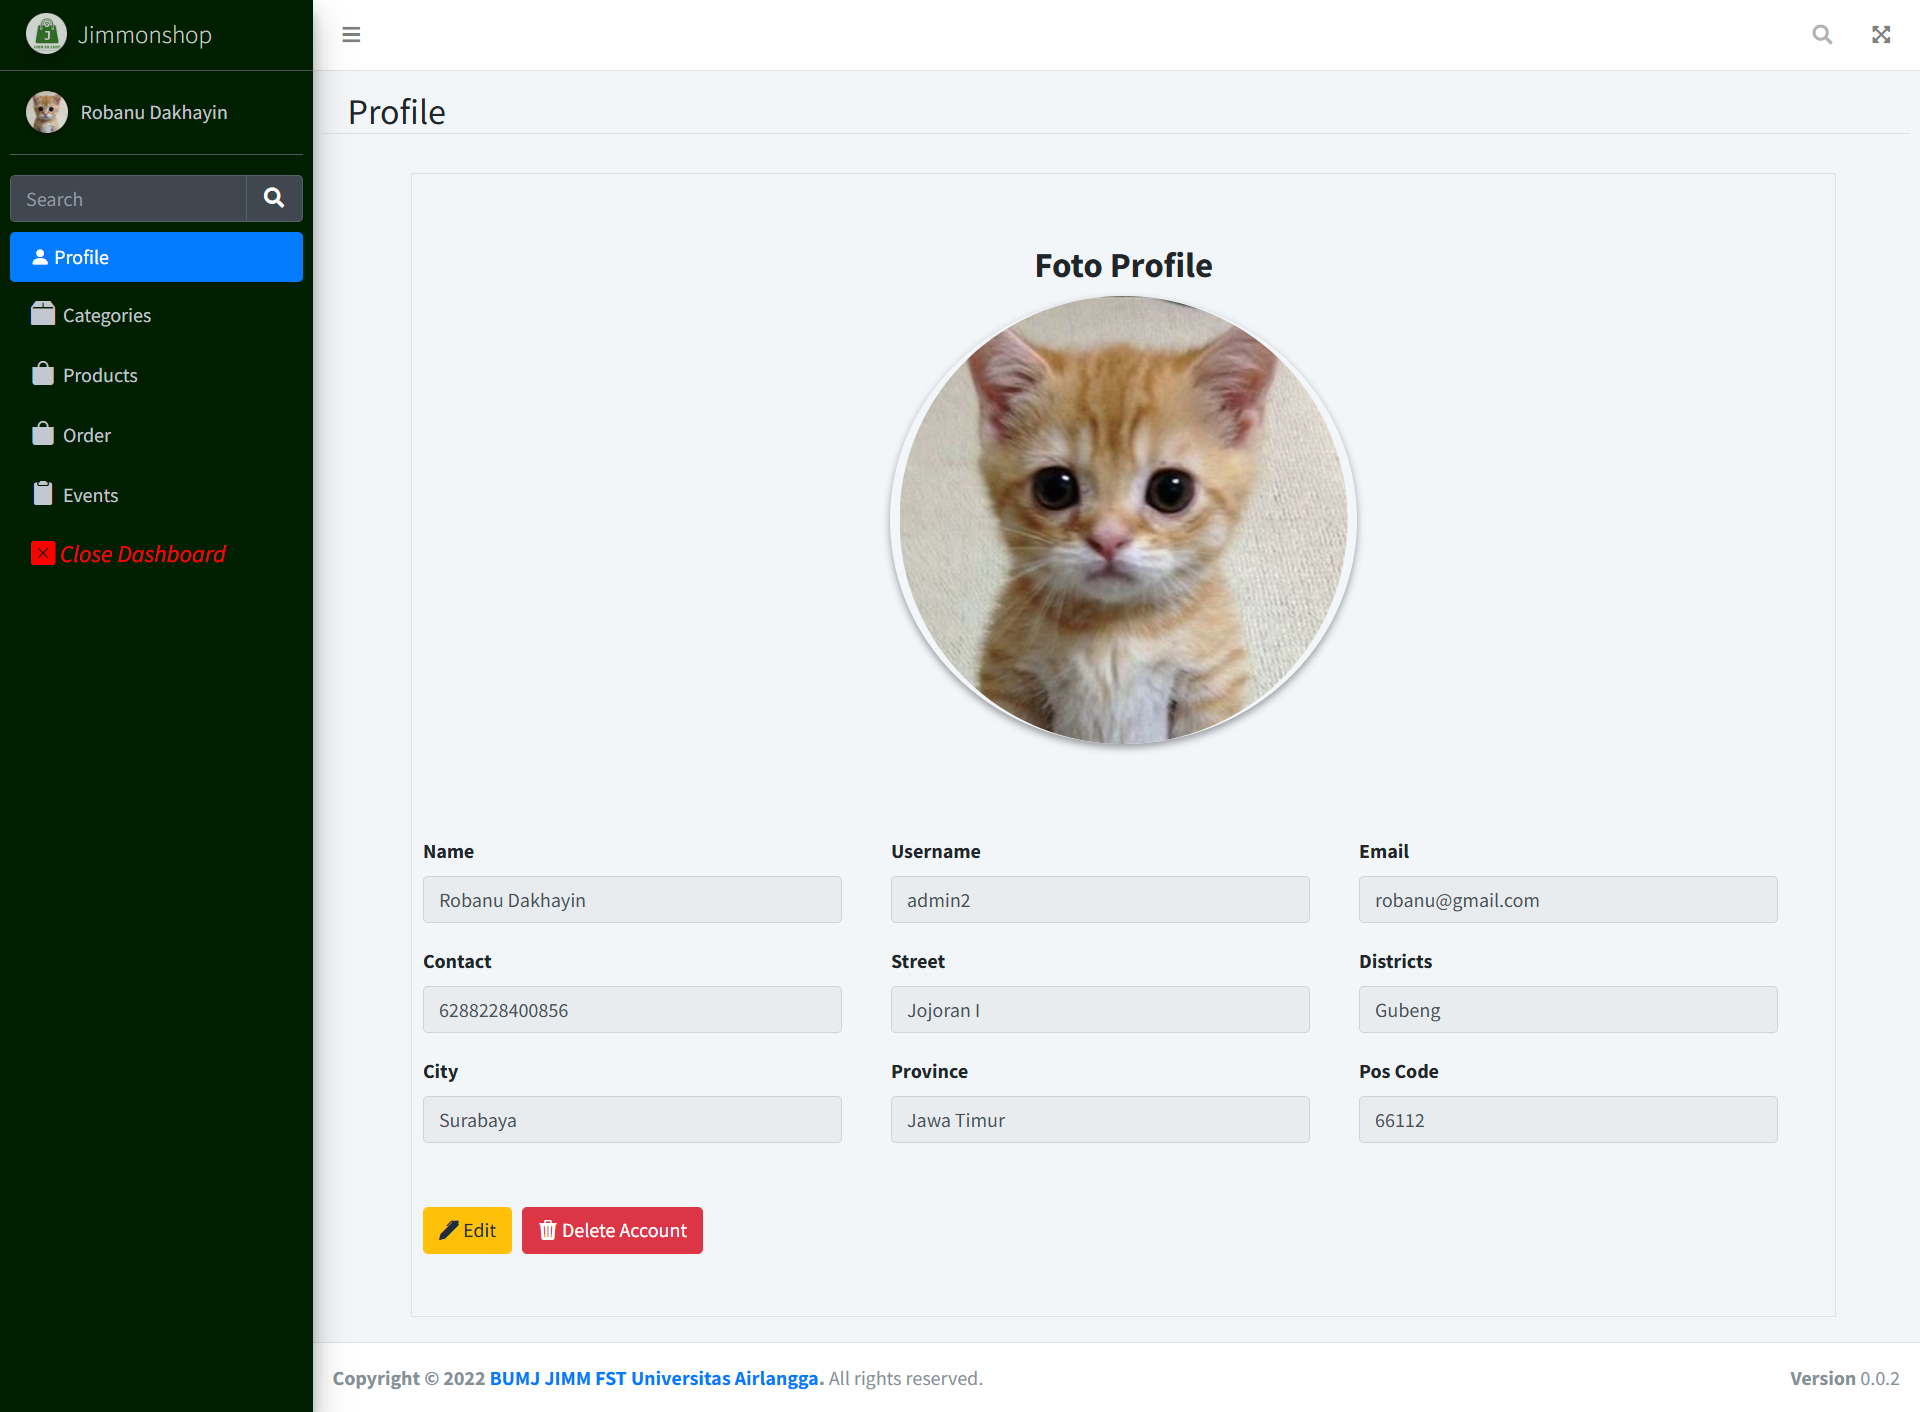 Jimmonshop
Robanu Dakhayin
Search
Profile
Categories
Products
Order
Events
Close Dashboard
Profile
Foto Profile
Name
Username
Email
Robanu Dakhayin
admin2
robanu@gmail.com
Contact
Street
Districts
6288228400856
Jojoran I
Gubeng
City
Province
Pos Code
Surabaya
Jawa Timur
66112
Edit
Delete Account
Copyright © 2022 BUMJ JIMM FST Universitas Airlangga. All rights reserved.
Version 0.0.2